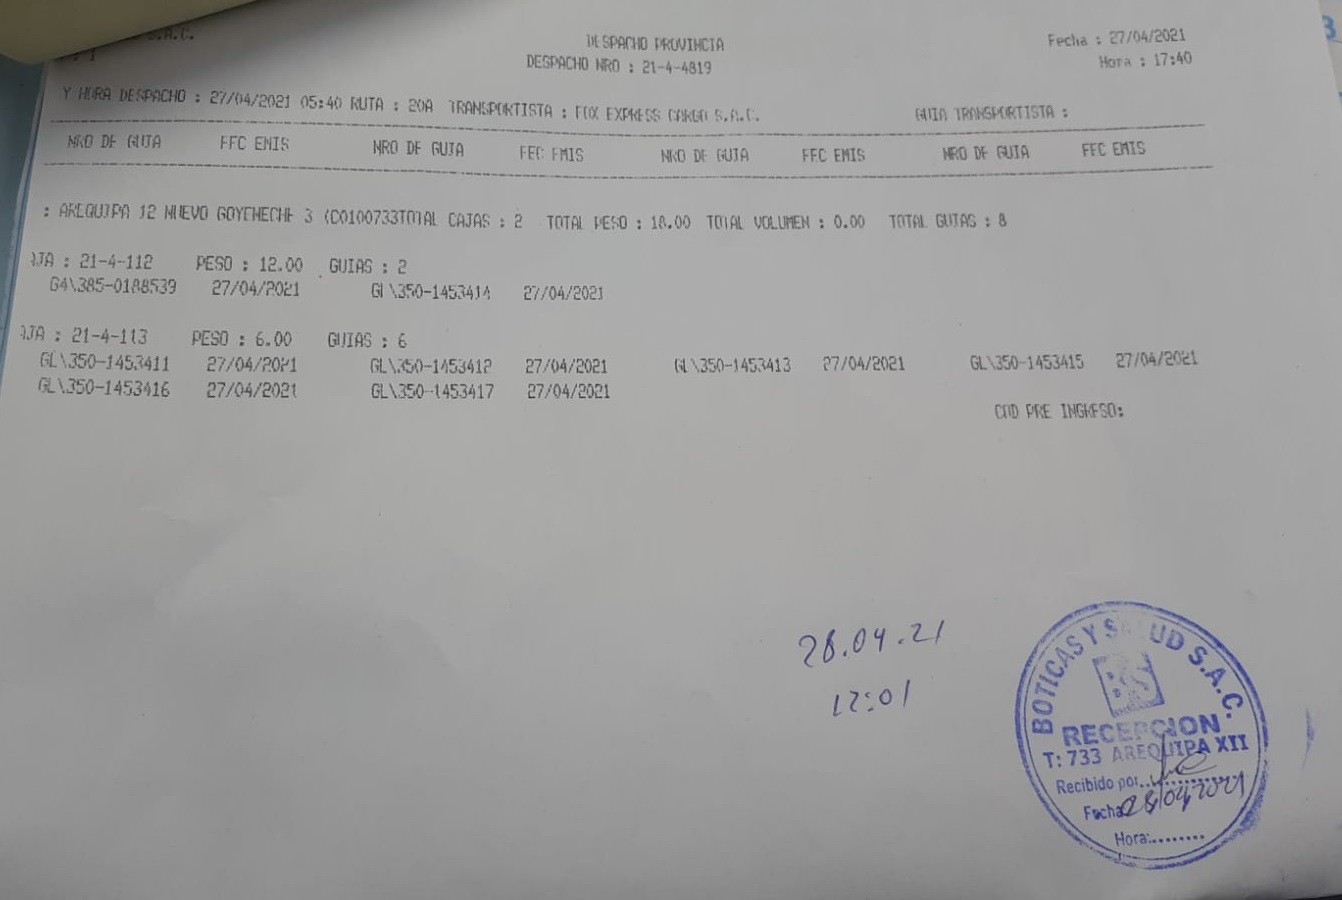 S.A.C.
DESPACHO PROVINCIA
Fecha : 27/04/2021
DESPACHO NRO : 21-4-4819
Hora : 17:40
Y HORA DESPACHO : 27/04/2021 05:40 RUTA : 20A TRANSPORTISTA : FOX EXPRESS CARGO S.A.C. GUIA TRANSPORTISTA :
NRO DE GUIA FEC EMIS NRO DE GUIA FEC EMIS NRO DE GUIA FEC EMIS NRO DE GUIA FEC EMIS
: AREQUIPA 12 NUEVO GOYENECHE 3 (C0100733TOTAL CAJAS : 2 TOTAL PESO : 18.00 TOTAL VOLUMEN : 0.00 TOTAL GUIAS : 8
AJA : 21-4-112 PESO : 12.00 GUIAS : 2
G4\385-0188539 27/04/2021 GL\350-1453414 27/04/2021
AJA : 21-4-113 PESO : 6.00 GUIAS : 6
GL\350-1453411 27/04/2021 GL\350-1453412 27/04/2021 GL\350-1453413 27/04/2021 GL\350-1453415 27/04/2021
GL\350-1453416 27/04/2021 GL\350-1453417 27/04/2021
COD PRE INGRESO:
28.04.21
12:01
BOTICAS Y SALUD S.A.C.
BS
RECEPCION
T: 733 AREQUIPA XII
Recibido por
Fecha 28/04/2021
Hora:........